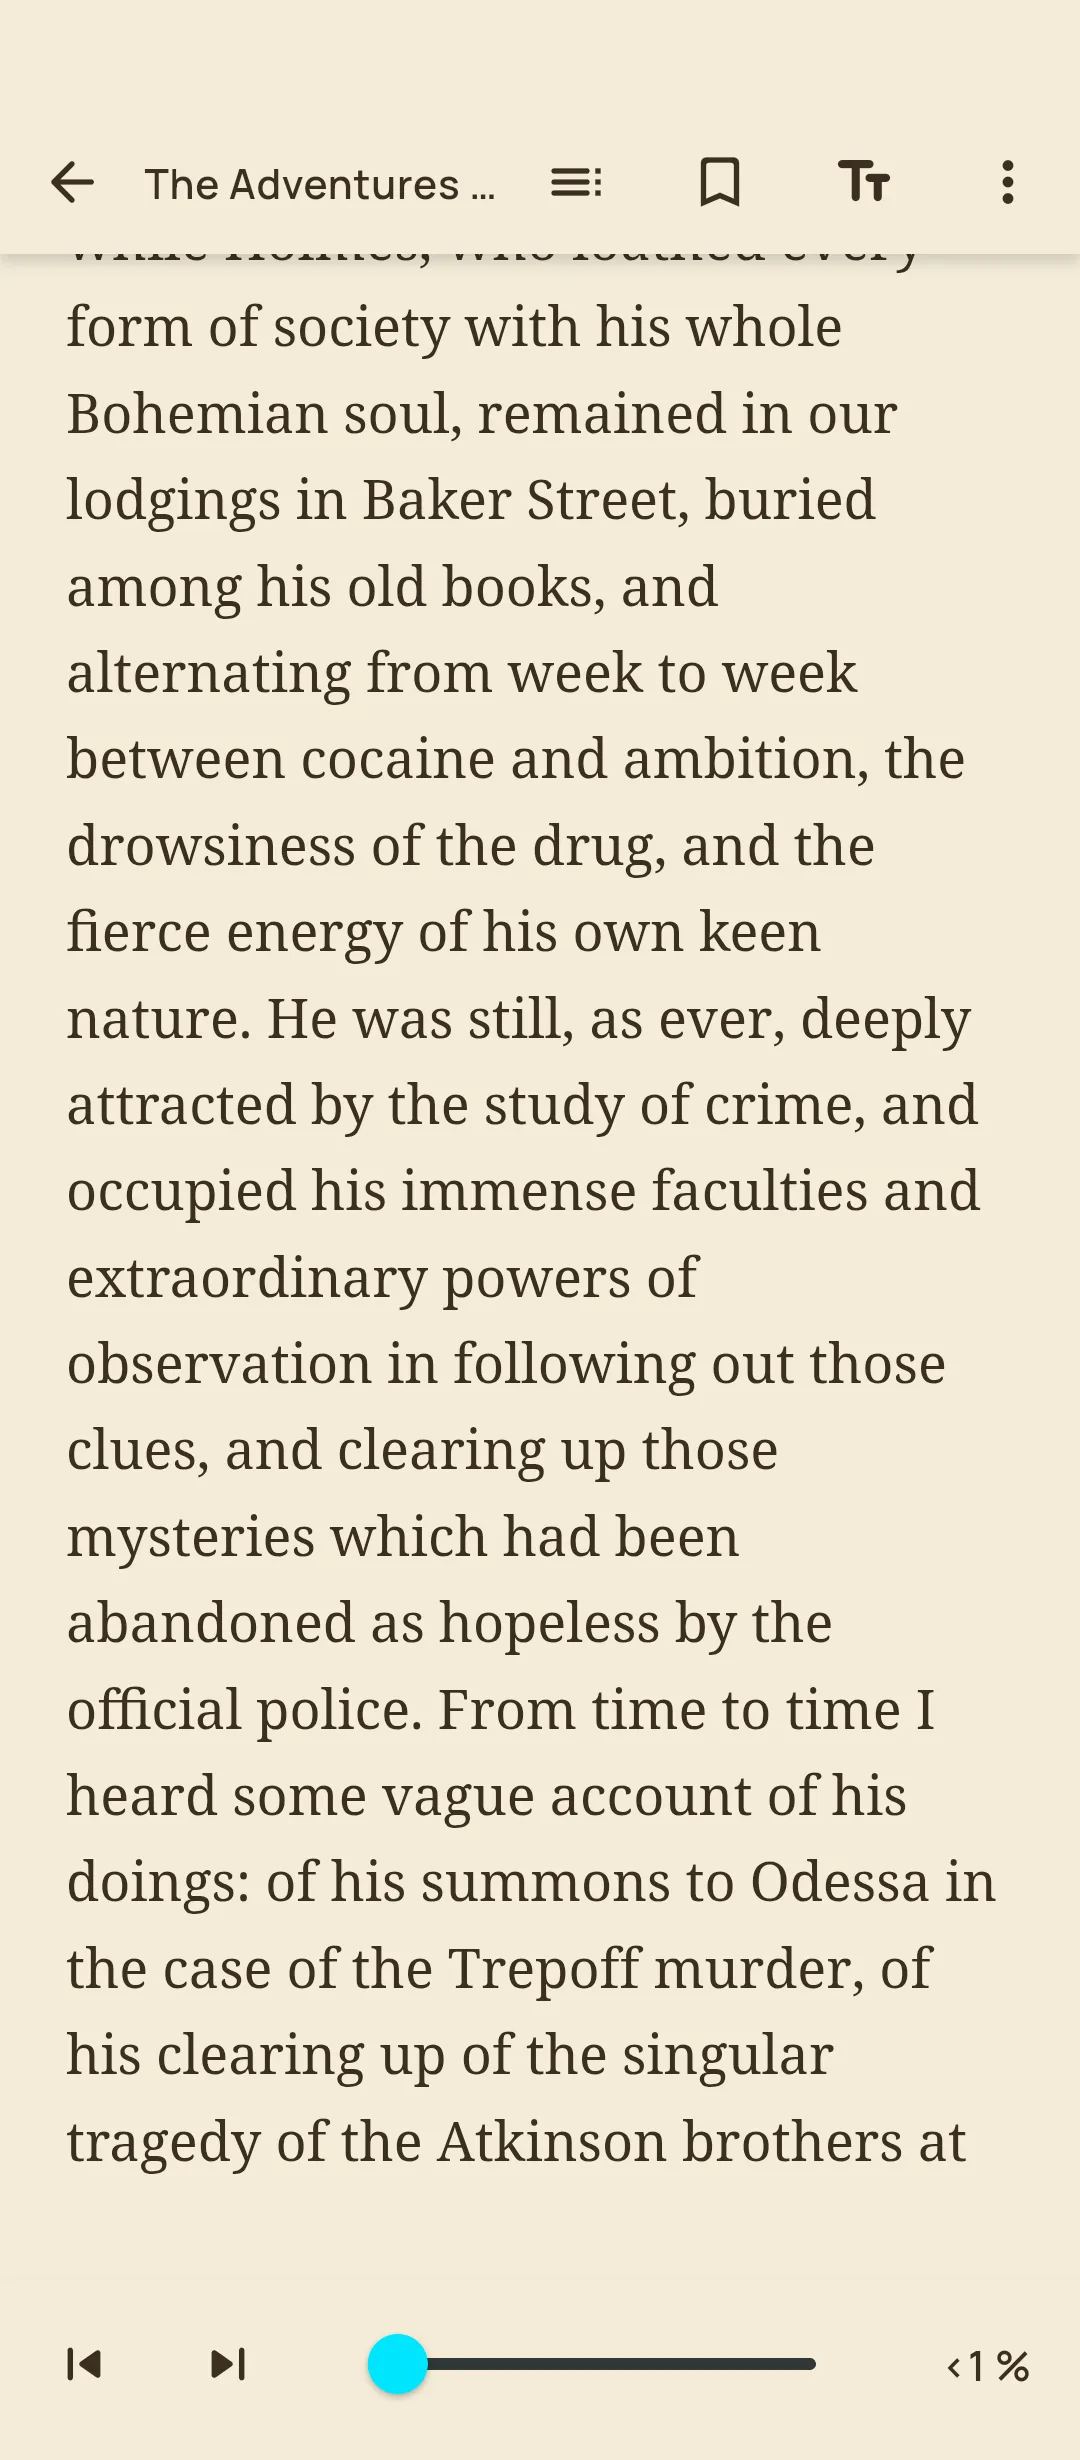 The Adventures ...
while Holmes, who loathed every
form of society with his whole
Bohemian soul, remained in our
lodgings in Baker Street, buried
among his old books, and
alternating from week to week
between cocaine and ambition, the
drowsiness of the drug, and the
fierce energy of his own keen
nature. He was still, as ever, deeply
attracted by the study of crime, and
occupied his immense faculties and
extraordinary powers of
observation in following out those
clues, and clearing up those
mysteries which had been
abandoned as hopeless by the
official police. From time to time I
heard some vague account of his
doings: of his summons to Odessa in
the case of the Trepoff murder, of
his clearing up of the singular
tragedy of the Atkinson brothers at
<1%